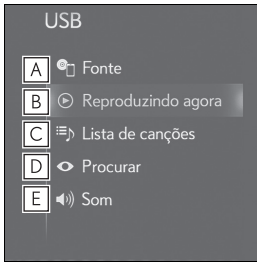 USB
A Fonte
B Reproduzindo agora
C Lista de canções
D Procurar
E Som